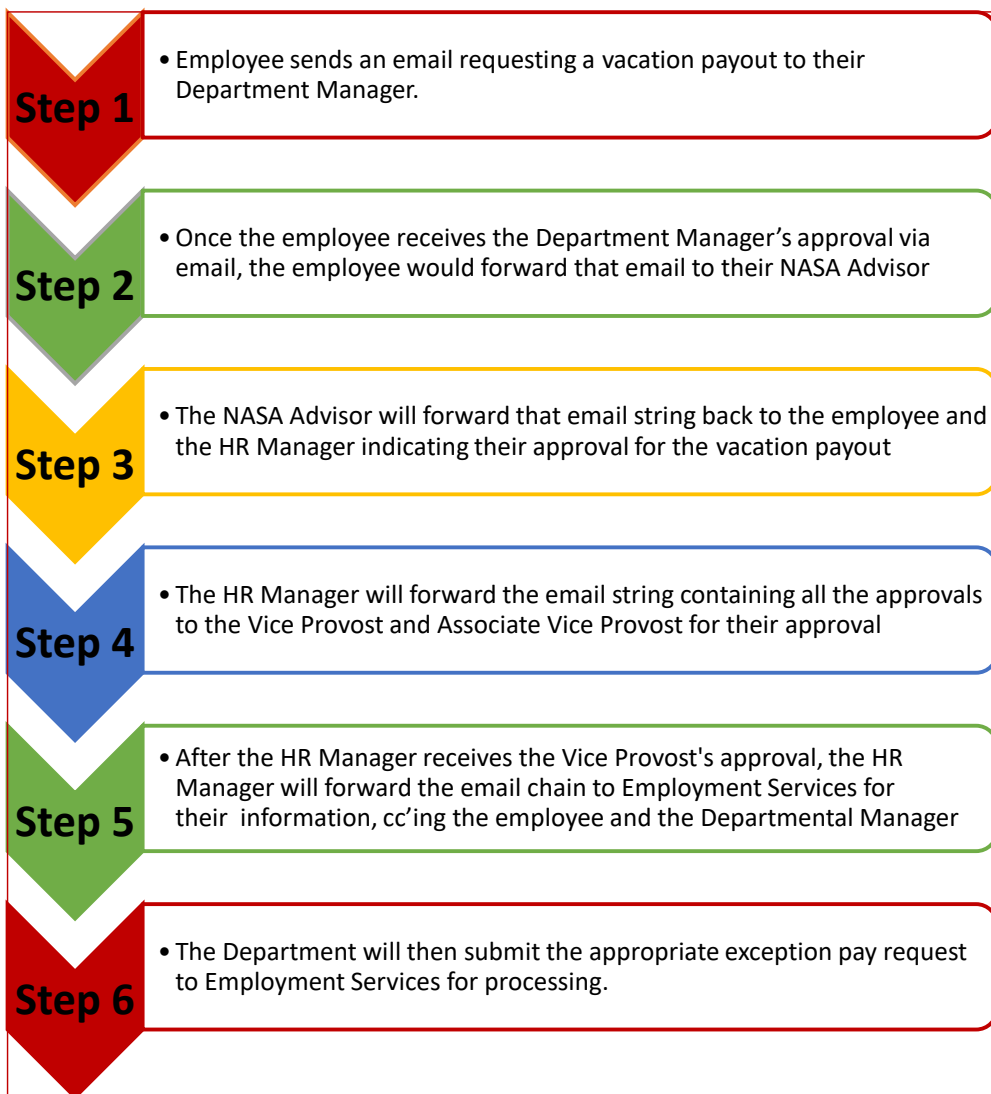 Step 1
• Employee sends an email requesting a vacation payout to their
Department Manager.
Step 2
• Once the employee receives the Department Manager’s approval via
email, the employee would forward that email to their NASA Advisor
Step 3
• The NASA Advisor will forward that email string back to the employee and
the HR Manager indicating their approval for the vacation payout
Step 4
• The HR Manager will forward the email string containing all the approvals
to the Vice Provost and Associate Vice Provost for their approval
Step 5
• After the HR Manager receives the Vice Provost's approval, the HR
Manager will forward the email chain to Employment Services for
their  information, cc’ing the employee and the Departmental Manager
Step 6
• The Department will then submit the appropriate exception pay request
to Employment Services for processing.